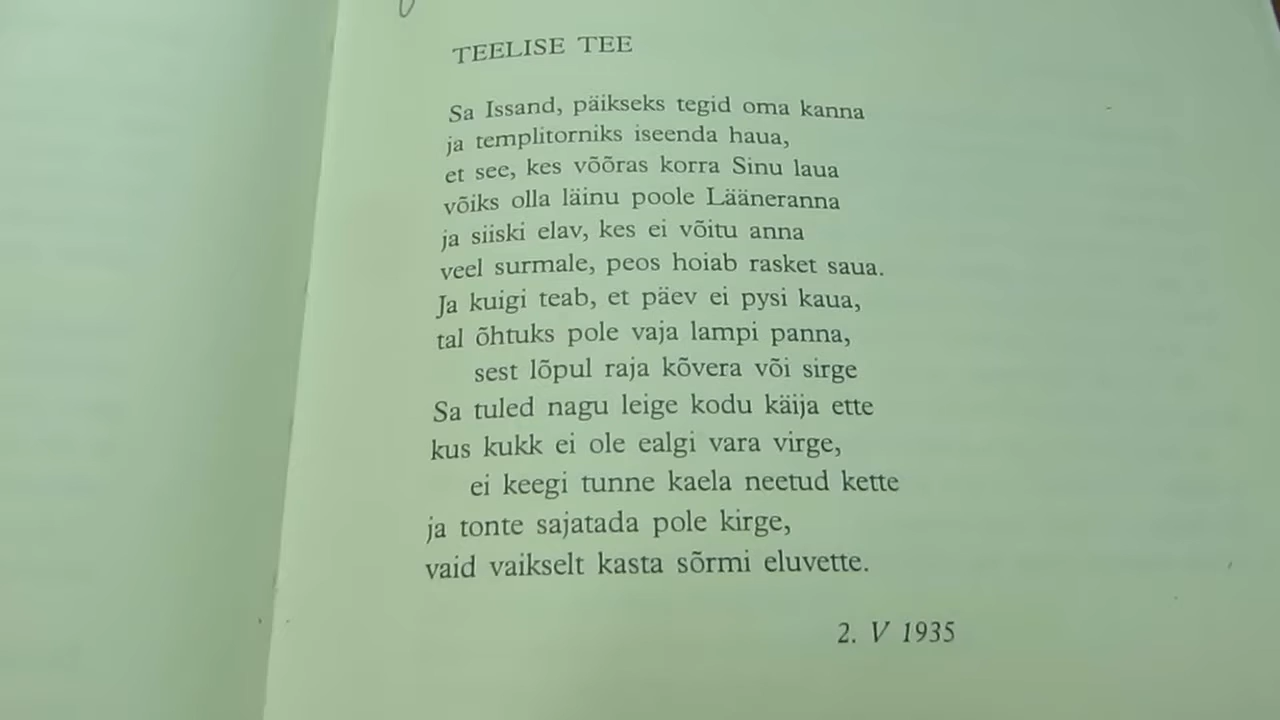 TEELISE TEE
Sa Issand, päikseks tegid oma kanna
ja templitorniks iseenda haua,
et see, kes võõras korra Sinu laua
võiks olla läinu poole Lääneranna
ja siiski elav, kes ei võitu anna
veel surmale, peos hoiab rasket saua.
Ja kuigi teab, et päev ei pysi kaua,
tal õhtuks pole vaja lampi panna,
sest lõpul raja kõvera või sirge
Sa tuled nagu leige kodu käija ette
kus kukk ei ole ealgi vara virge,
ei keegi tunne kaela neetud kette
ja tonte sajatada pole kirge,
vaid vaikselt kasta sõrmi eluvette.
2. V 1935